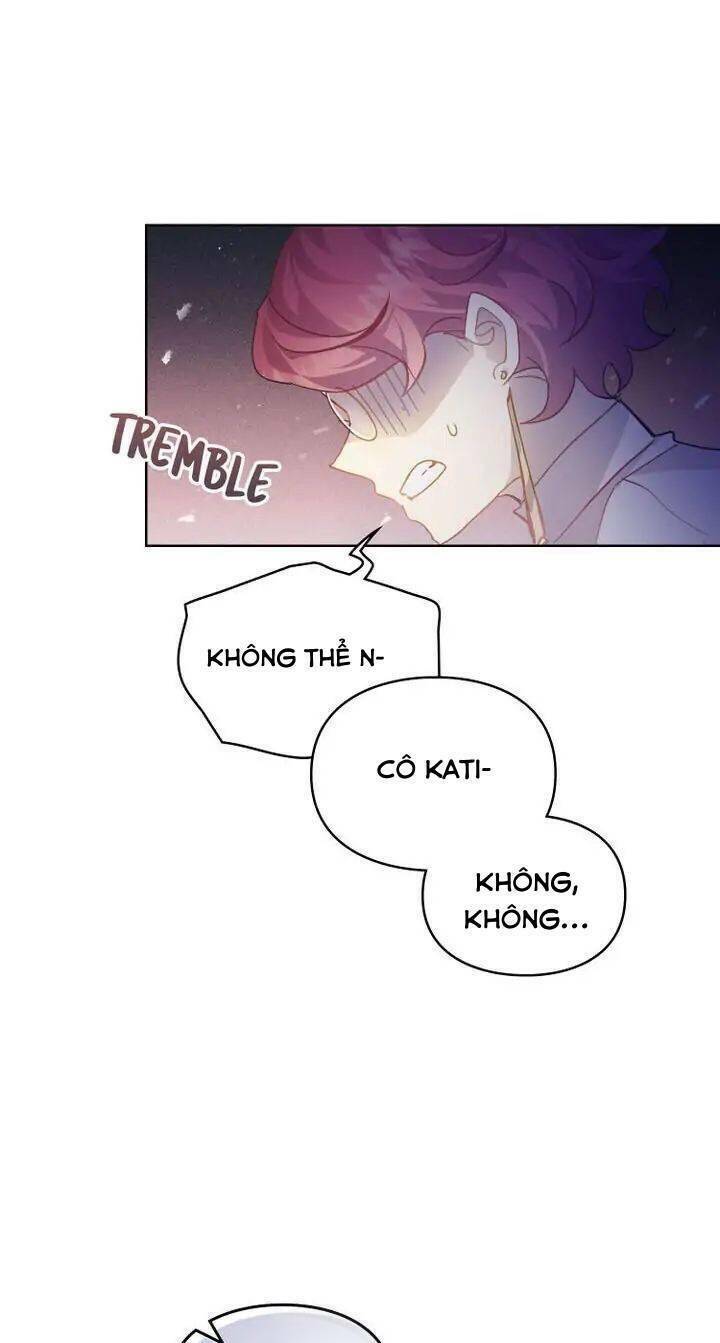 TREMBLE
KHÔNG THỂ N-
CÔ KATI-
KHÔNG,
KHÔNG...